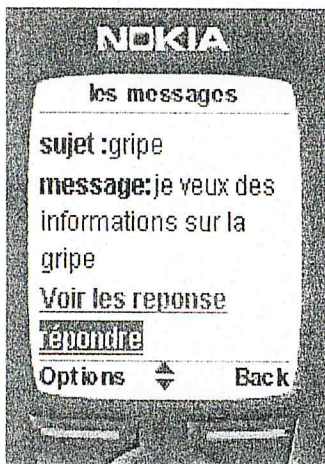 NOKIA
les messages
sujet :gripe
message:je veux des
informations sur la
gripe
Voir les reponse
répondre
Options Back